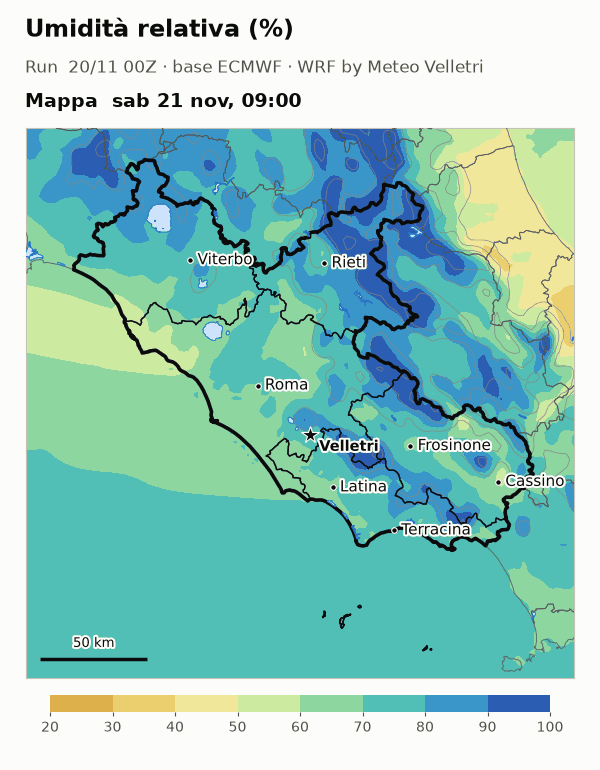 Umidità relativa (%)
Run  20/11 00Z · base ECMWF · WRF by Meteo Velletri
Mappa  sab 21 nov, 09:00
Viterbo
Rieti
Roma
Velletri
Frosinone
Latina
Cassino
Terracina
50 km
20 30 40 50 60 70 80 90 100